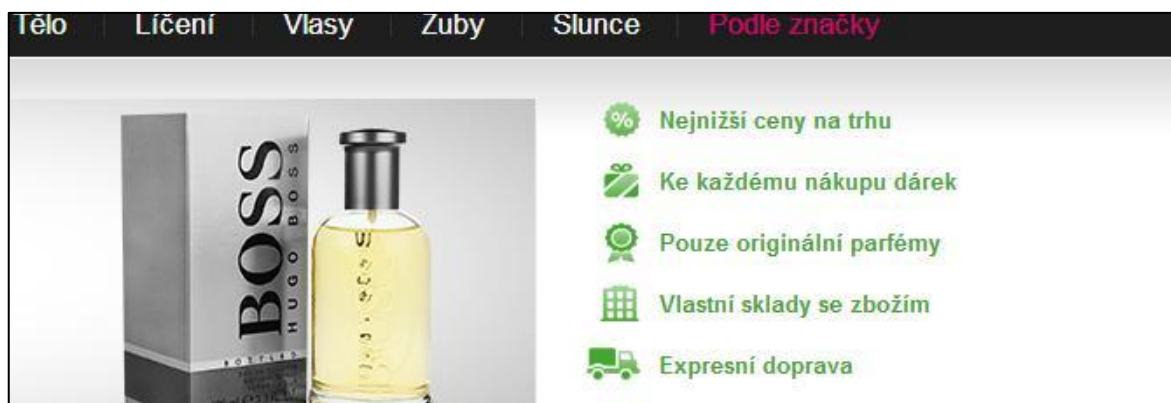 Tělo
Líčení
Vlasy
Zuby
Slunce
Podle značky
BOSS
HUGO BOSS
BOTTLED
%
Nejnižší ceny na trhu
Ke každému nákupu dárek
Pouze originální parfémy
Vlastní sklady se zbožím
Expresní doprava